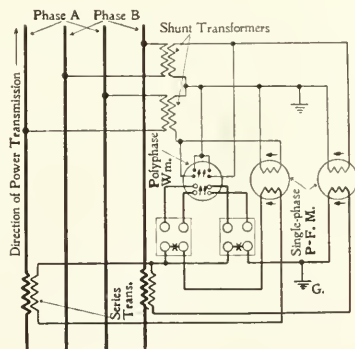 Phase A
Phase B
Direction of Power Transmission
Shunt Transformers
Polyphase
Wm.
Single-phase
P-F. M.
Series
Trans.
G.